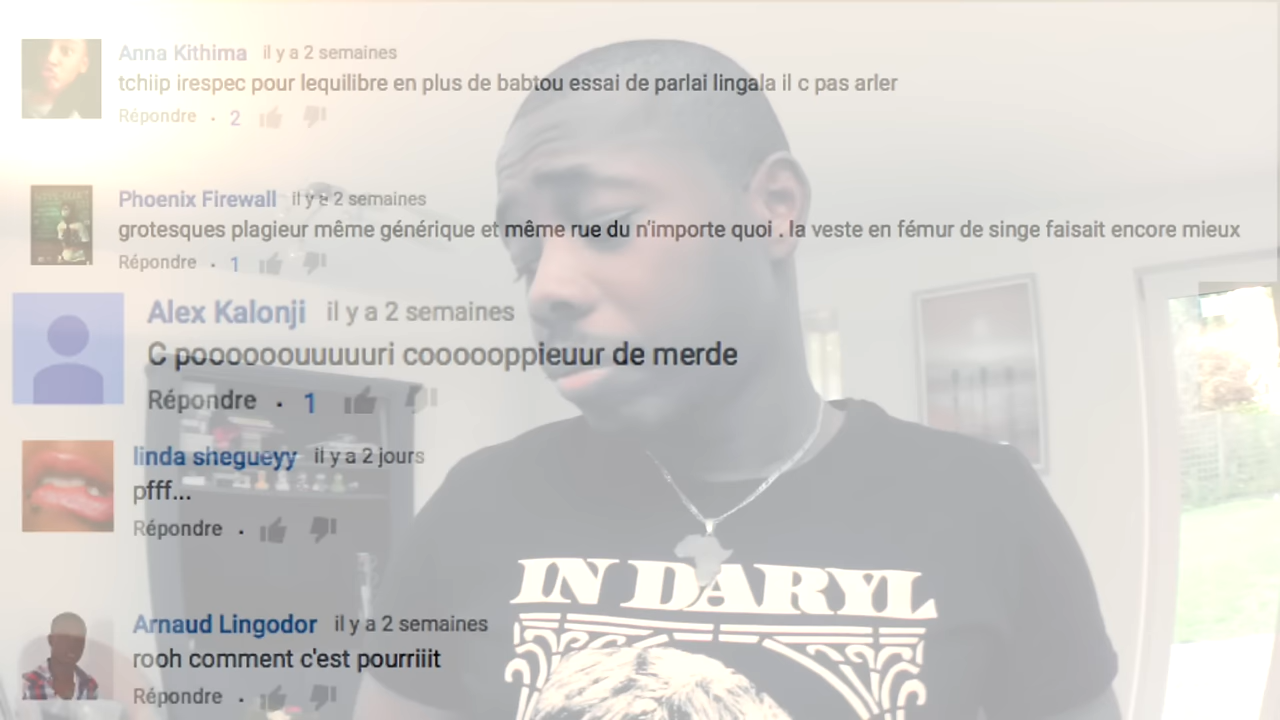 Anna Kithima il y a 2 semaines
tchiip irespec pour lequilibre en plus de babtou essai de parlai lingala il c pas arler
Répondre · 2
Phoenix Firewall il y a 2 semaines
grotesques plagieur même générique et même rue du n'importe quoi . la veste en fémur de singe faisait encore mieux
Répondre · 1
Alex Kalonji il y a 2 semaines
C poooooouuuuuri coooooppieuur de merde
Répondre · 1
linda shegueyy il y a 2 jours
pfff...
Répondre ·
Arnaud Lingodor il y a 2 semaines
rooh comment c'est pourriiit
Répondre ·
IN DARYL